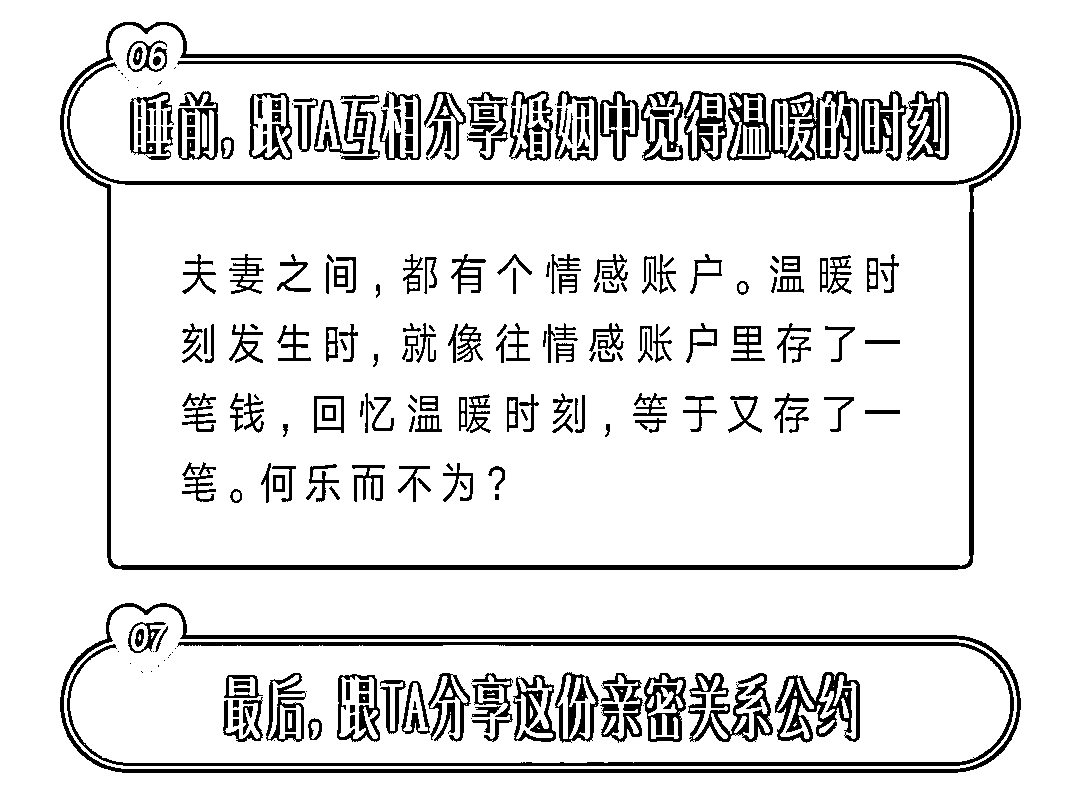 06
睡前，跟TA互相分享婚姻中觉得温暖的时刻
夫妻之间，都有个情感账户。温暖时
刻发生时，就像往情感账户里存了一
笔钱，回忆温暖时刻，等于又存了一
笔。何乐而不为？
07
最后，跟TA分享这份亲密关系公约